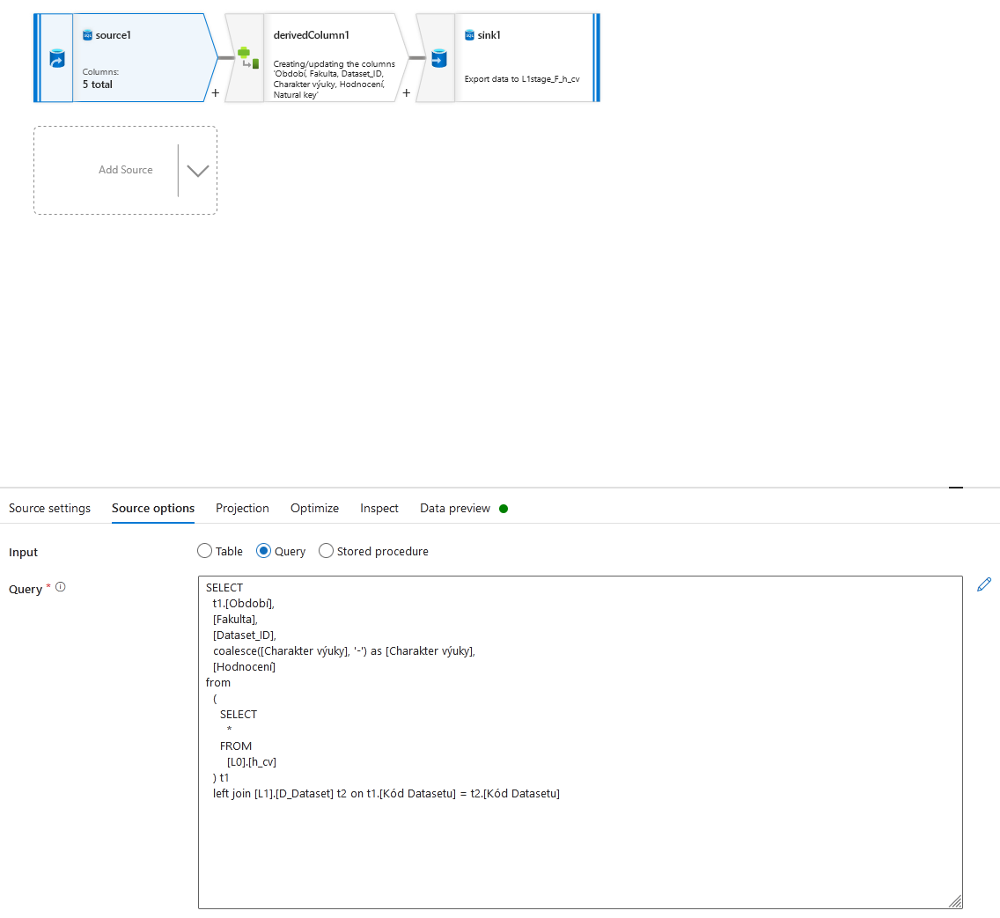 source1
Columns:
5 total
+
derivedColumn1
Creating/updating the columns
'Období, Fakulta, Dataset_ID,
Charakter výuky, Hodnocení,
Natural key'
+
sink1
Export data to L1stage_F_h_cv
Add Source
Source settings Source options Projection Optimize Inspect Data preview
Input Table Query Stored procedure
Query *
SELECT
t1.[Období],
[Fakulta],
[Dataset_ID],
coalesce([Charakter výuky], '-') as [Charakter výuky],
[Hodnocení]
from
(
SELECT
*
FROM
[L0].[h_cv]
) t1
left join [L1].[D_Dataset] t2 on t1.[Kód Datasetu] = t2.[Kód Datasetu]